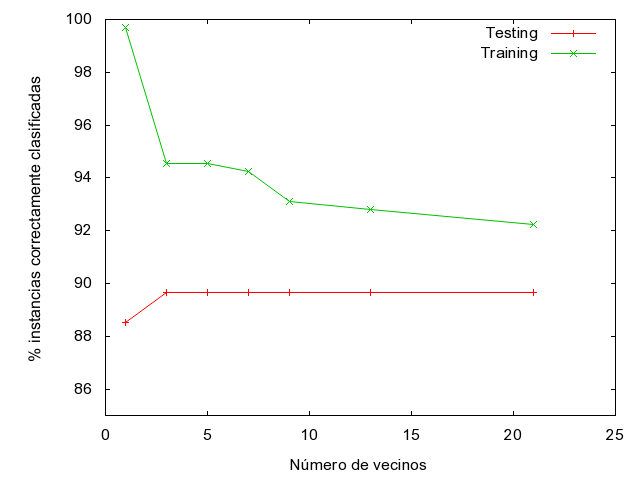 100
98
96
94
92
90
88
86
% instancias correctamente clasificadas
Testing
Training
0 5 10 15 20 25
Número de vecinos